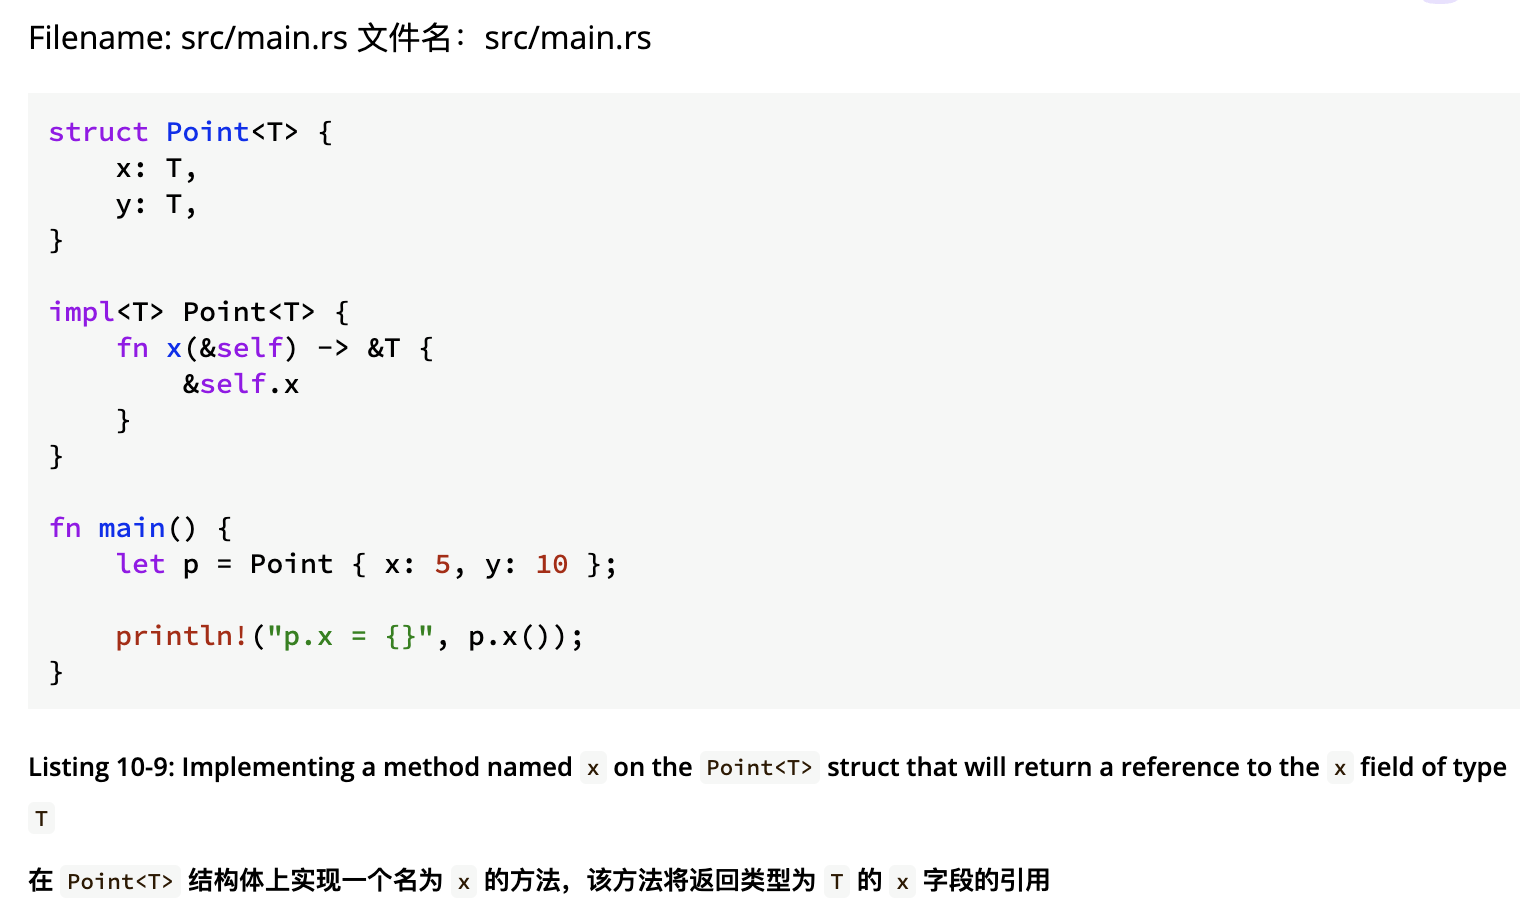 Filename: src/main.rs 文件名：src/main.rs
struct Point<T> {
    x: T,
    y: T,
}
impl<T> Point<T> {
    fn x(&self) -> &T {
        &self.x
    }
}
fn main() {
    let p = Point { x: 5, y: 10 };
    println!("p.x = {}", p.x());
}
Listing 10-9: Implementing a method named x on the Point<T> struct that will return a reference to the x field of type
T
在 Point<T> 结构体上实现一个名为 x 的方法，该方法将返回类型为 T 的 x 字段的引用